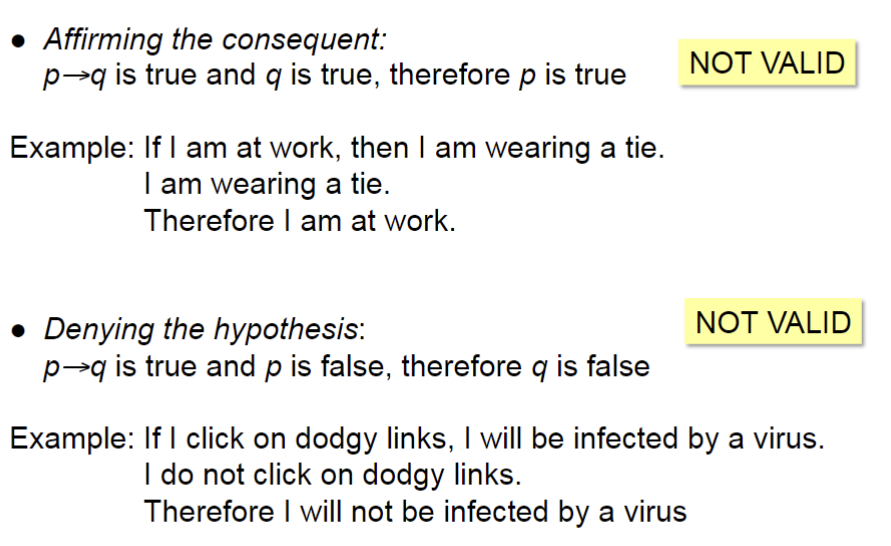 ● Affirming the consequent:
p→q is true and q is true, therefore p is true
NOT VALID
Example: If I am at work, then I am wearing a tie.
I am wearing a tie.
Therefore I am at work.
● Denying the hypothesis:
p→q is true and p is false, therefore q is false
NOT VALID
Example: If I click on dodgy links, I will be infected by a virus.
I do not click on dodgy links.
Therefore I will not be infected by a virus